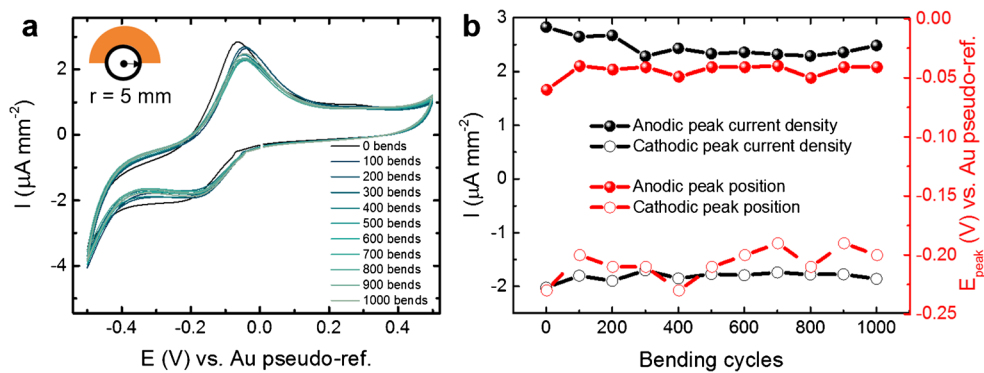 a
r = 5 mm
I (µA mm⁻²)
2
0
-2
-4
0 bends
100 bends
200 bends
300 bends
400 bends
500 bends
600 bends
700 bends
800 bends
900 bends
1000 bends
-0.4 -0.2 0.0 0.2 0.4
E (V) vs. Au pseudo-ref.
b
I (µA mm⁻²)
3
2
1
0
-1
-2
Anodic peak current density
Cathodic peak current density
Anodic peak position
Cathodic peak position
0.00
-0.05
-0.10
-0.15
-0.20
-0.25
E_peak (V) vs. Au pseudo-ref.
0 200 400 600 800 1000
Bending cycles